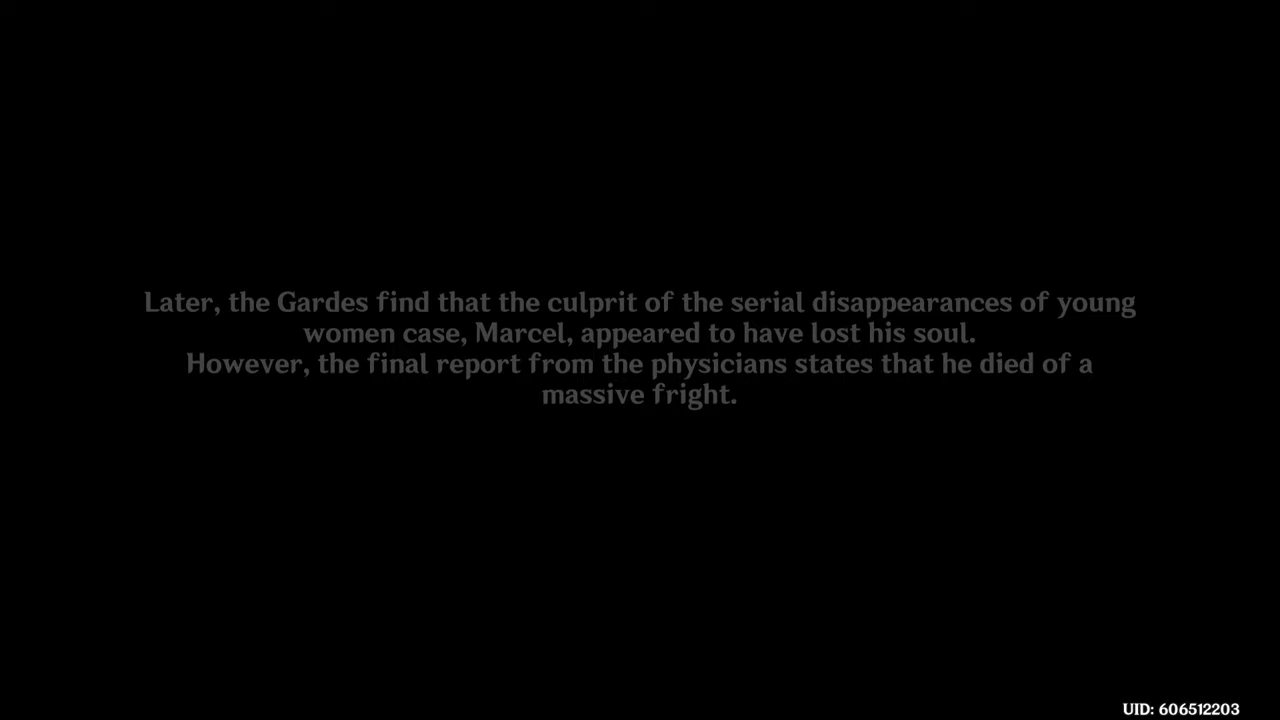 Later, the Gardes find that the culprit of the serial disappearances of young
women case, Marcel, appeared to have lost his soul.
However, the final report from the physicians states that he died of a
massive fright.
UID: 606512203